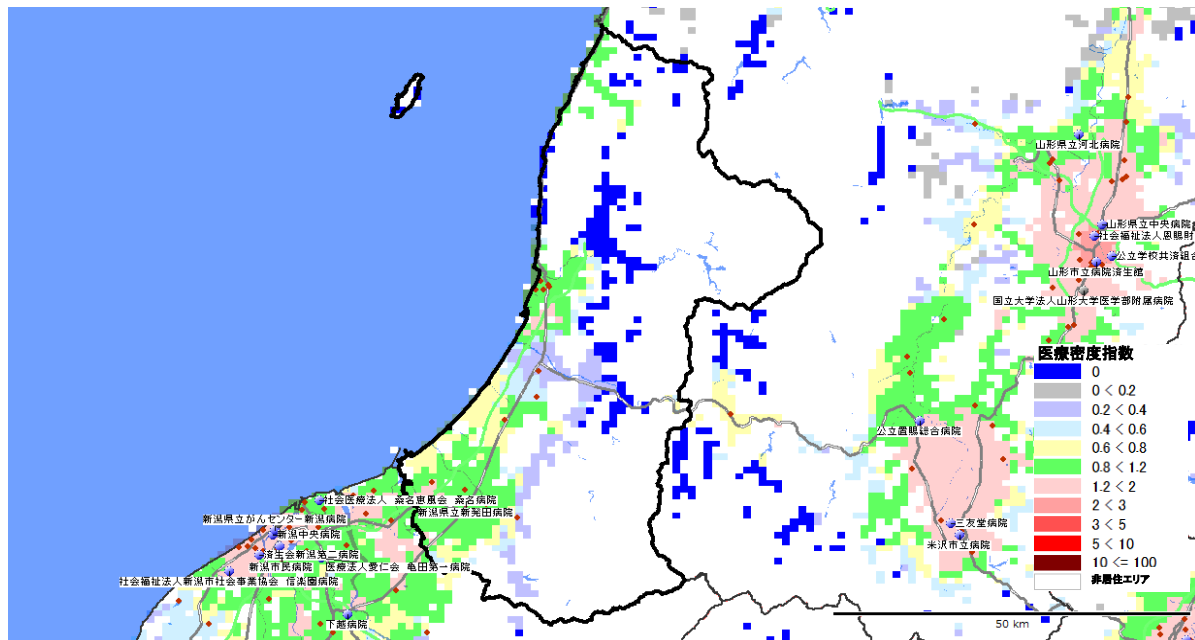 山形県立河北病院
山形県立中央病院
社会福祉法人恩賜財
公立学校共済組合
山形市立病院済生館
国立大学法人山形大学医学部附属病院
医療密度指数
0
0 < 0.2
0.2 < 0.4
0.4 < 0.6
0.6 < 0.8
0.8 < 1.2
1.2 < 2
2 < 3
3 < 5
5 < 10
10 <= 100
非居住エリア
公立置賜総合病院
三友堂病院
米沢市立病院
社会医療法人 桑名恵風会 桑名病院
新潟県立がんセンター新潟病院
新潟県立新発田病院
新潟中央病院
済生会新潟第二病院
新潟市民病院
医療法人愛仁会 亀田第一病院
社会福祉法人新潟市社会事業協会 信楽園病院
下越病院
50 km